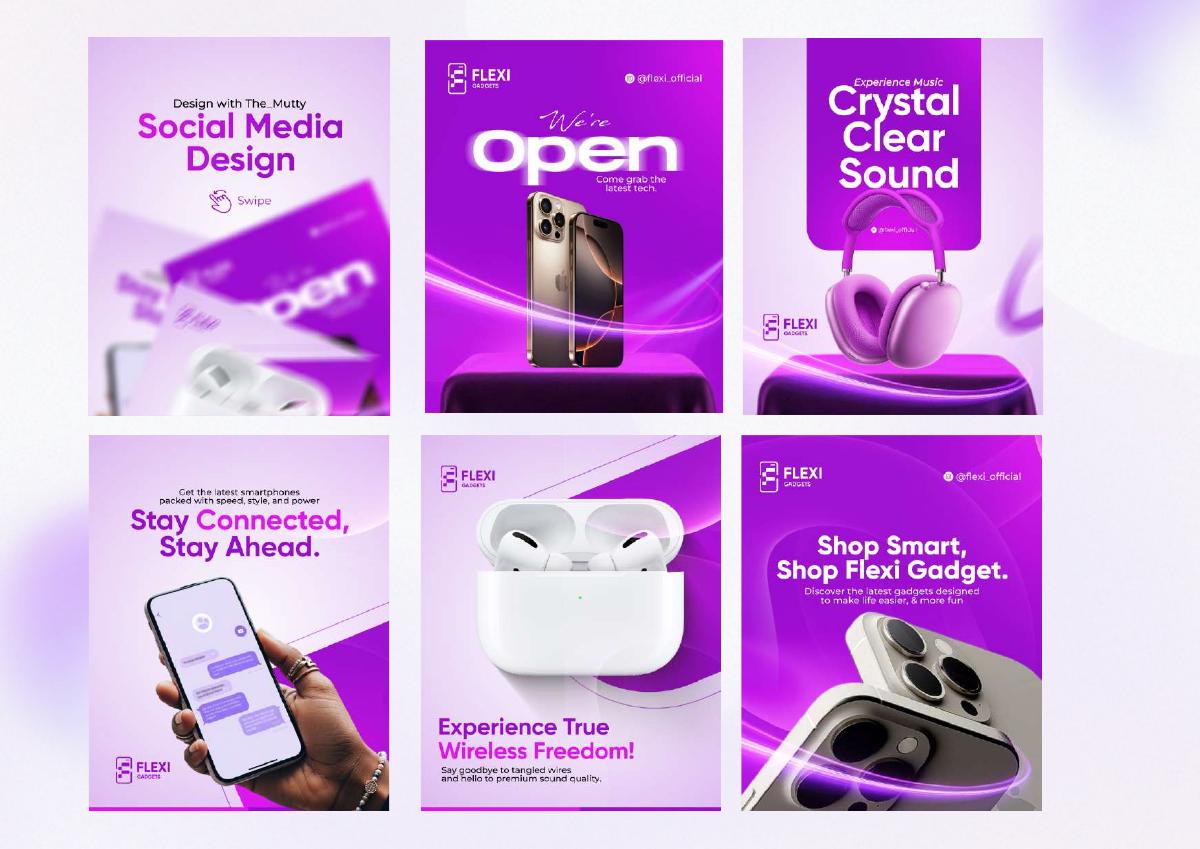 Design with The_Mutty
Social Media
Design
Swipe
open
FLEXI
GADGETS
@flexi_official
We're
Open
Come grab the
latest tech.
Experience Music
Crystal
Clear
Sound
@flexi_official
FLEXI
GADGETS
Get the latest smartphones
packed with speed, style, and power
Stay Connected,
Stay Ahead.
FLEXI
GADGETS
FLEXI
GADGETS
Experience True
Wireless Freedom!
Say goodbye to tangled wires
and hello to premium sound quality.
FLEXI
GADGETS
@flexi_official
Shop Smart,
Shop Flexi Gadget.
Discover the latest gadgets designed
to make life easier, & more fun